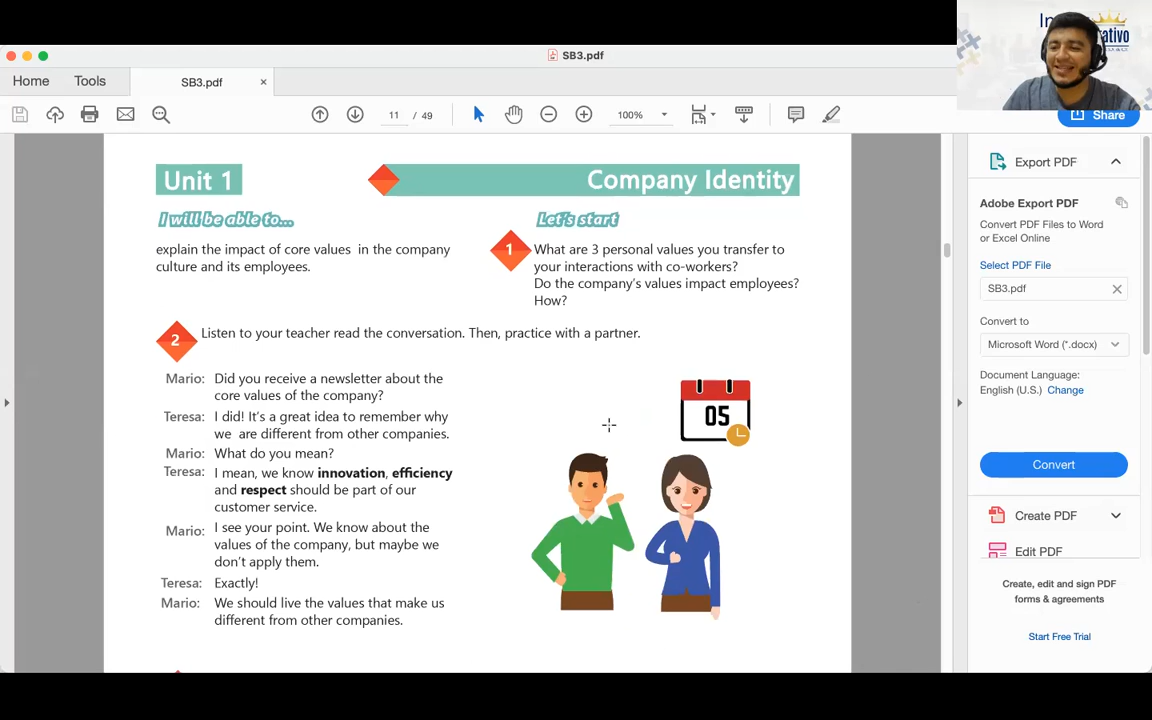 SB3.pdf
Home
Tools
SB3.pdf
×
11 / 49
100%
Share
Unit 1
Company Identity
I will be able to...
explain the impact of core values in the company
culture and its employees.
Let's start
1
What are 3 personal values you transfer to
your interactions with co-workers?
Do the company's values impact employees?
How?
2
Listen to your teacher read the conversation. Then, practice with a partner.
Mario: Did you receive a newsletter about the
core values of the company?
Teresa: I did! It's a great idea to remember why
we are different from other companies.
Mario: What do you mean?
Teresa: I mean, we know innovation, efficiency
and respect should be part of our
customer service.
Mario: I see your point. We know about the
values of the company, but maybe we
don't apply them.
Teresa: Exactly!
Mario: We should live the values that make us
different from other companies.
05
Export PDF
Adobe Export PDF
Convert PDF Files to Word
or Excel Online
Select PDF File
SB3.pdf
Convert to
Microsoft Word (*.docx)
Document Language:
English (U.S.) Change
Convert
Create PDF
Edit PDF
Create, edit and sign PDF
forms & agreements
Start Free Trial